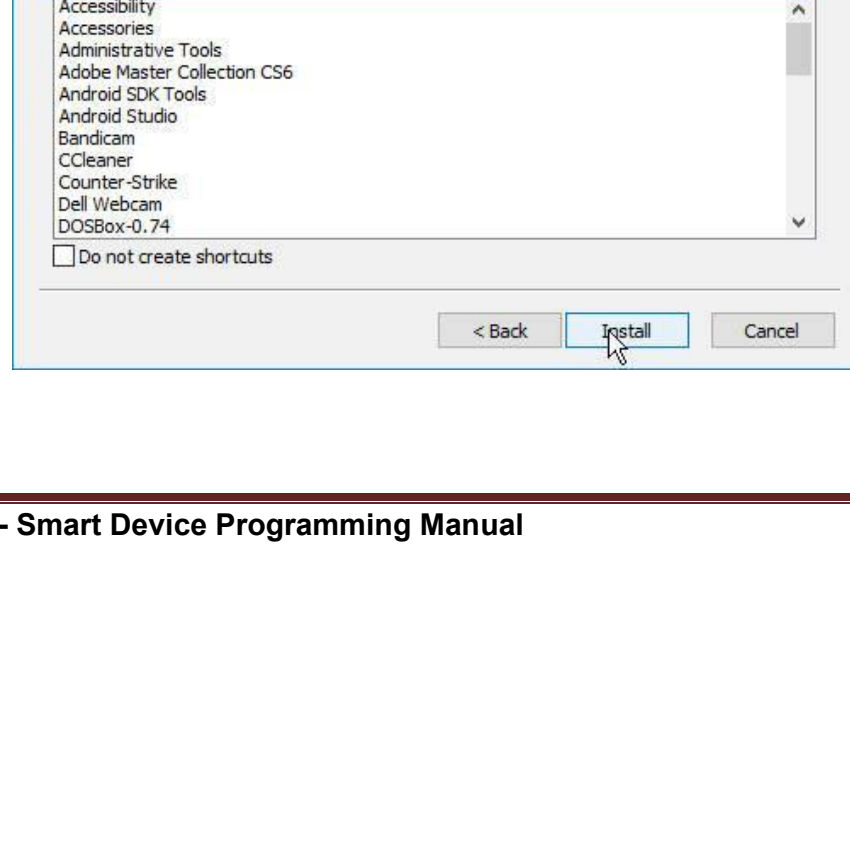 Accessibility
Accessories
Administrative Tools
Adobe Master Collection CS6
Android SDK Tools
Android Studio
Bandicam
CCleaner
Counter-Strike
Dell Webcam
DOSBox-0.74
Do not create shortcuts
< Back Install Cancel
- Smart Device Programming Manual